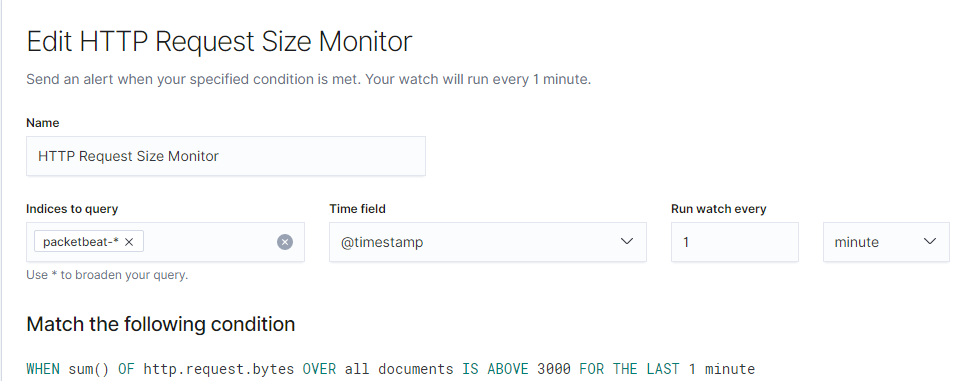 Edit HTTP Request Size Monitor
Send an alert when your specified condition is met. Your watch will run every 1 minute.
Name
HTTP Request Size Monitor
Indices to query Time field Run watch every
packetbeat-* × @timestamp 1 minute
Use * to broaden your query.
Match the following condition
WHEN sum() OF http.request.bytes OVER all documents IS ABOVE 3000 FOR THE LAST 1 minute